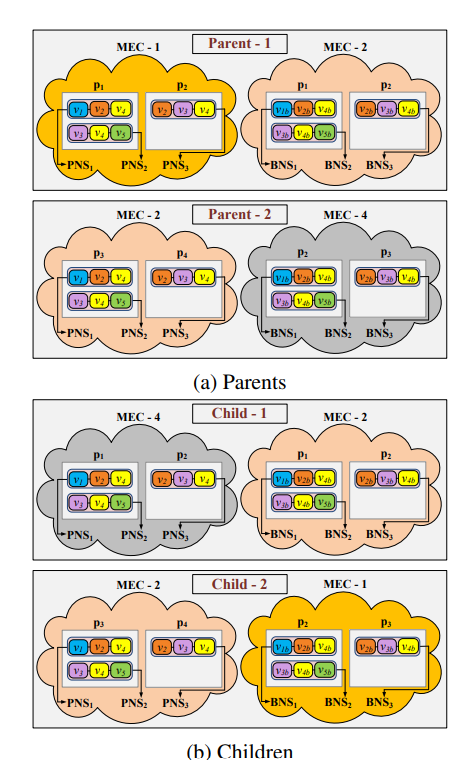 MEC - 1 Parent - 1 MEC - 2
p₁ p₂ p₁ p₂
v₁ v₂ v₄ v₂ v₃ v₄ v₁b v₂b v₄b v₂b v₃b v₄b
v₃ v₄ v₅ v₃b v₄b v₅b
PNS₁ PNS₂ PNS₃ BNS₁ BNS₂ BNS₃
MEC - 2 Parent - 2 MEC - 4
p₃ p₄ p₂ p₃
v₁ v₂ v₄ v₂ v₃ v₄ v₁b v₂b v₄b v₂b v₃b v₄b
v₃ v₄ v₅ v₃b v₄b v₅b
PNS₁ PNS₂ PNS₃ BNS₁ BNS₂ BNS₃
(a) Parents
MEC - 4 Child - 1 MEC - 2
p₁ p₂ p₁ p₂
v₁ v₂ v₄ v₂ v₃ v₄ v₁b v₂b v₄b v₂b v₃b v₄b
v₃ v₄ v₅ v₃b v₄b v₅b
PNS₁ PNS₂ PNS₃ BNS₁ BNS₂ BNS₃
MEC - 2 Child - 2 MEC - 1
p₃ p₄ p₂ p₃
v₁ v₂ v₄ v₂ v₃ v₄ v₁b v₂b v₄b v₂b v₃b v₄b
v₃ v₄ v₅ v₃b v₄b v₅b
PNS₁ PNS₂ PNS₃ BNS₁ BNS₂ BNS₃
(b) Children